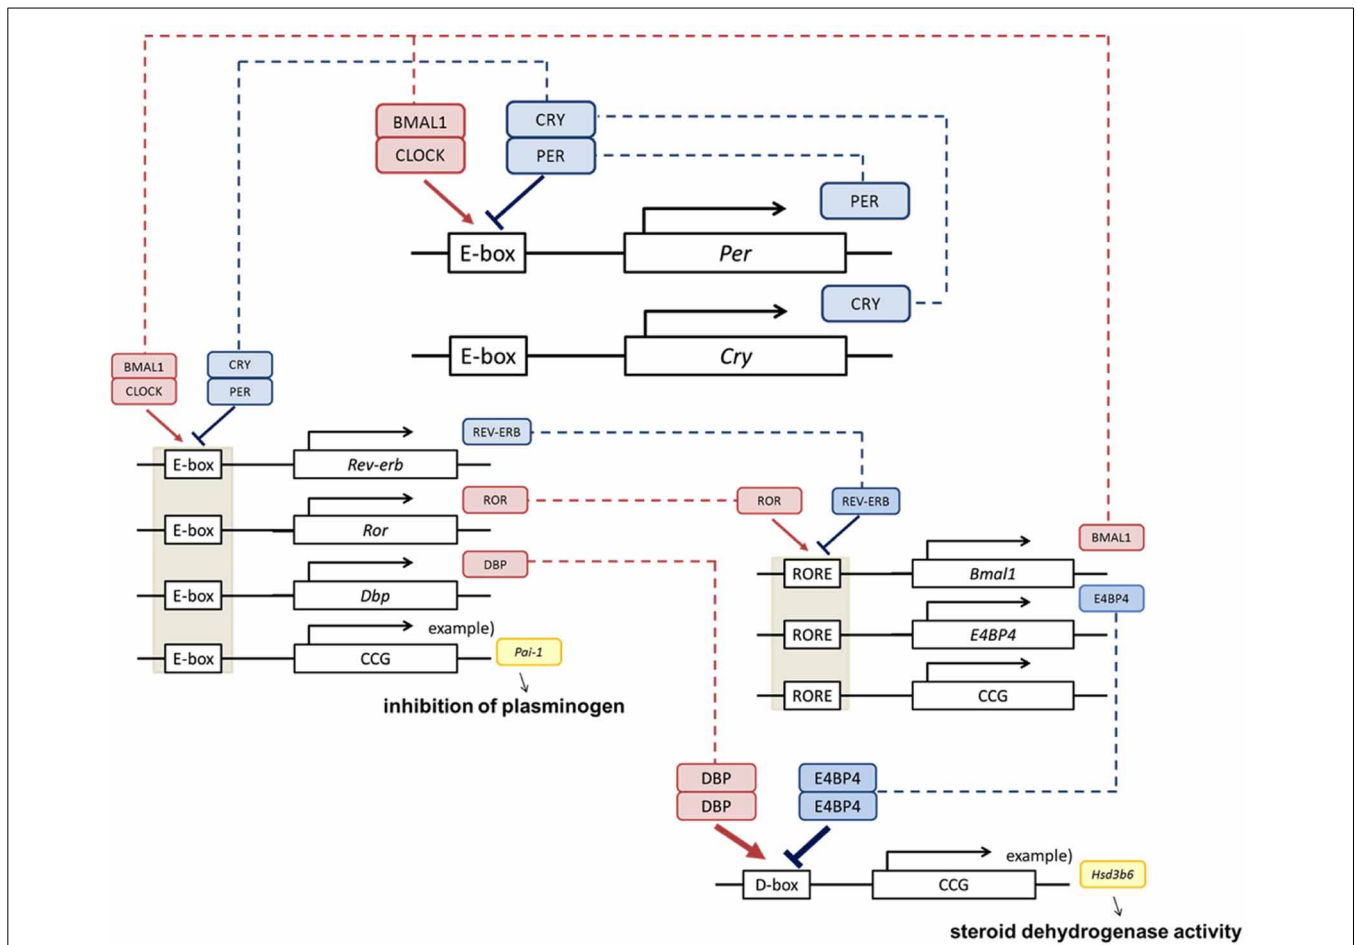 BMAL1
CLOCK
CRY
PER
PER
E-box
Per
CRY
E-box
Cry
BMAL1
CLOCK
CRY
PER
REV-ERB
E-box
Rev-erb
ROR
ROR
REV-ERB
E-box
Ror
BMAL1
DBP
RORE
Bmal1
E-box
Dbp
E4BP4
example)
RORE
E4BP4
E-box
CCG
Pai-1
inhibition of plasminogen
RORE
CCG
DBP
DBP
E4BP4
E4BP4
example)
D-box
CCG
Hsd3b6
steroid dehydrogenase activity